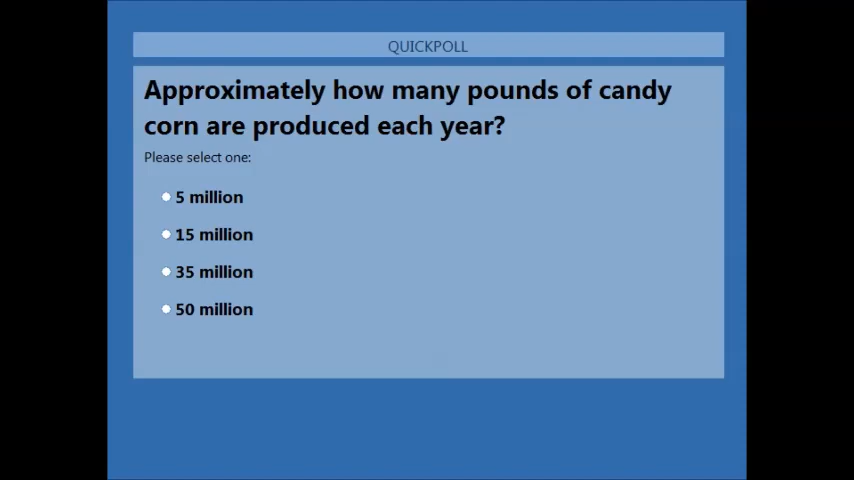 QUICKPOLL
Approximately how many pounds of candy
corn are produced each year?
Please select one:
5 million
15 million
35 million
50 million